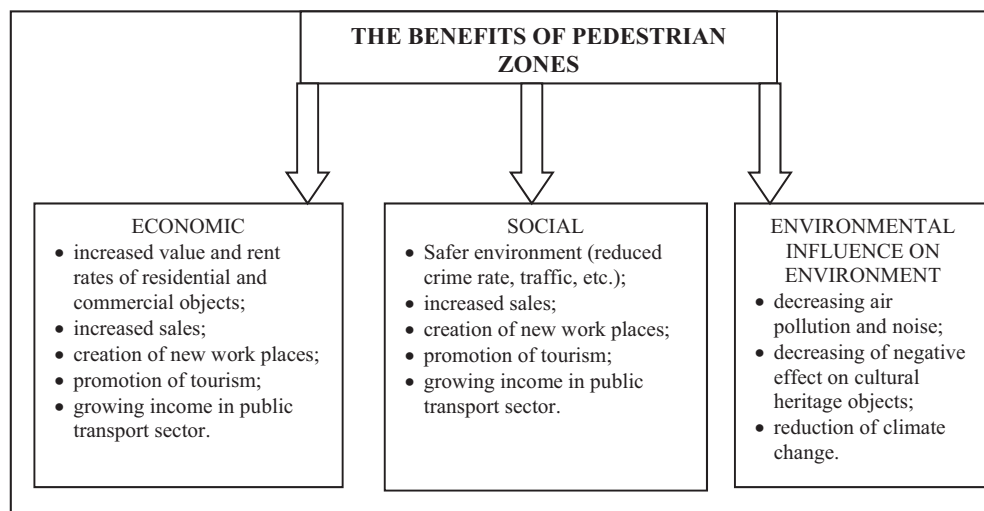 THE BENEFITS OF PEDESTRIAN
ZONES
ECONOMIC
• increased value and rent
rates of residential and
commercial objects;
• increased sales;
• creation of new work places;
• promotion of tourism;
• growing income in public
transport sector.
SOCIAL
• Safer environment (reduced
crime rate, traffic, etc.);
• increased sales;
• creation of new work places;
• promotion of tourism;
• growing income in public
transport sector.
ENVIRONMENTAL
INFLUENCE ON
ENVIRONMENT
• decreasing air
pollution and noise;
• decreasing of negative
effect on cultural
heritage objects;
• reduction of climate
change.